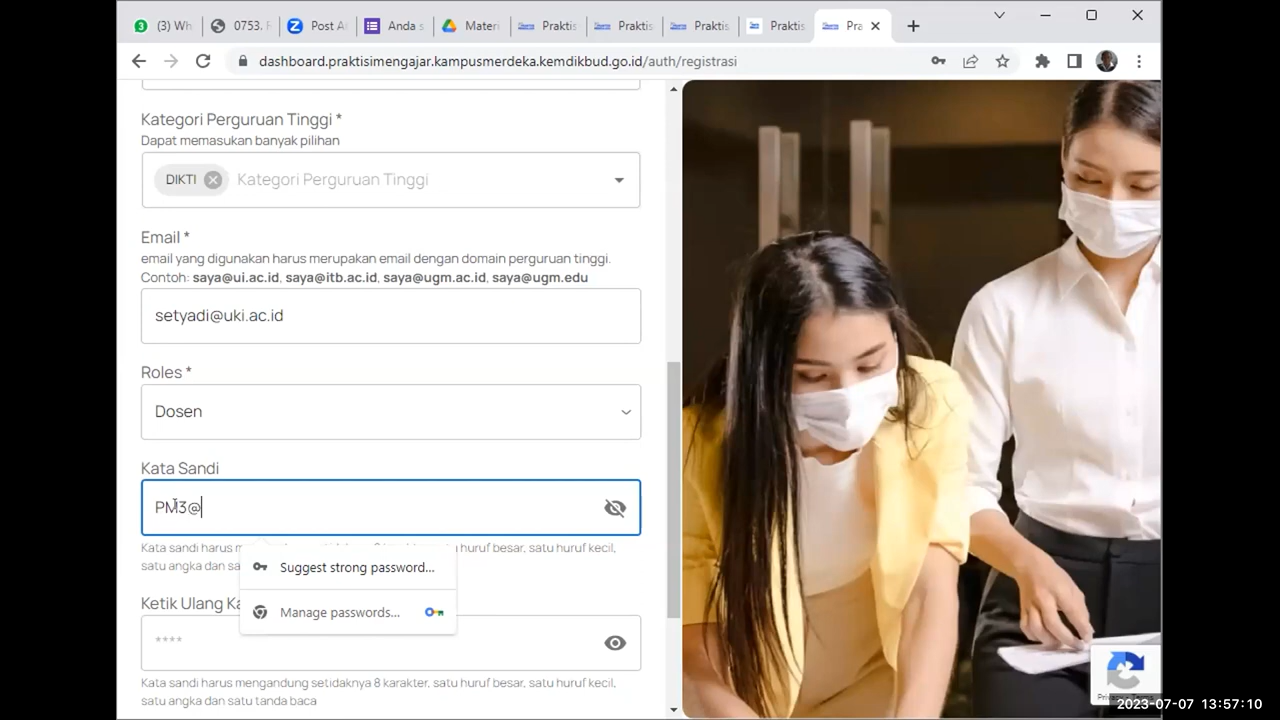 (3) Wh
0753. F
Post A
Anda s
Materi
Praktis
Praktis
Praktis
Praktis
Pra
dashboard.praktisimengajar.kampusmerdeka.kemdikbud.go.id/auth/registrasi
Kategori Perguruan Tinggi *
Dapat memasukan banyak pilihan
DIKTI
Kategori Perguruan Tinggi
Email *
email yang digunakan harus merupakan email dengan domain perguruan tinggi.
Contoh: saya@ui.ac.id, saya@itb.ac.id, saya@ugm.ac.id, saya@ugm.edu
setyadi@uki.ac.id
Roles *
Dosen
Kata Sandi
PM3@
Kata sandi harus huruf besar, satu huruf kecil,
satu angka dan
Suggest strong password...
Manage passwords...
Ketik Ulang
****
Kata sandi harus mengandung setidaknya 8 karakter, satu huruf besar, satu huruf kecil,
satu angka dan satu tanda baca
2023-07-07 13:57:10